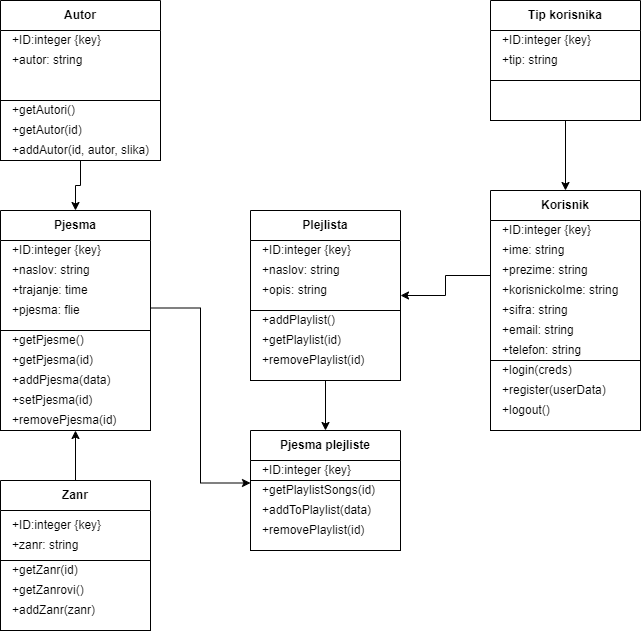 Autor
+ID:integer {key}
+autor: string
+getAutori()
+getAutor(id)
+addAutor(id, autor, slika)
Tip korisnika
+ID:integer {key}
+tip: string
Pjesma
+ID:integer {key}
+naslov: string
+trajanje: time
+pjesma: flie
+getPjesme()
+getPjesma(id)
+addPjesma(data)
+setPjesma(id)
+removePjesma(id)
Plejlista
+ID:integer {key}
+naslov: string
+opis: string
+addPlaylist()
+getPlaylist(id)
+removePlaylist(id)
Korisnik
+ID:integer {key}
+ime: string
+prezime: string
+korisnickoIme: string
+sifra: string
+email: string
+telefon: string
+login(creds)
+register(userData)
+logout()
Zanr
+ID:integer {key}
+zanr: string
+getZanr(id)
+getZanrovi()
+addZanr(zanr)
Pjesma plejliste
+ID:integer {key}
+getPlaylistSongs(id)
+addToPlaylist(data)
+removePlaylist(id)